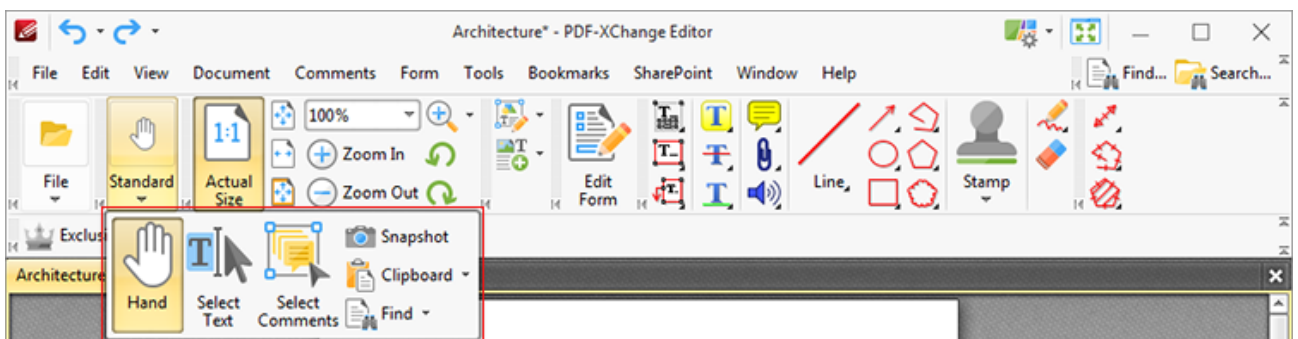 Architecture* - PDF-XChange Editor
File Edit View Document Comments Form Tools Bookmarks SharePoint Window Help Find... Search...
1:1 100% T T
Zoom In T- T
File Standard Actual Size Zoom Out Edit Form T. T Line Stamp
Exclusi
T Snapshot
Architecture Clipboard
Hand Select Text Select Comments Find